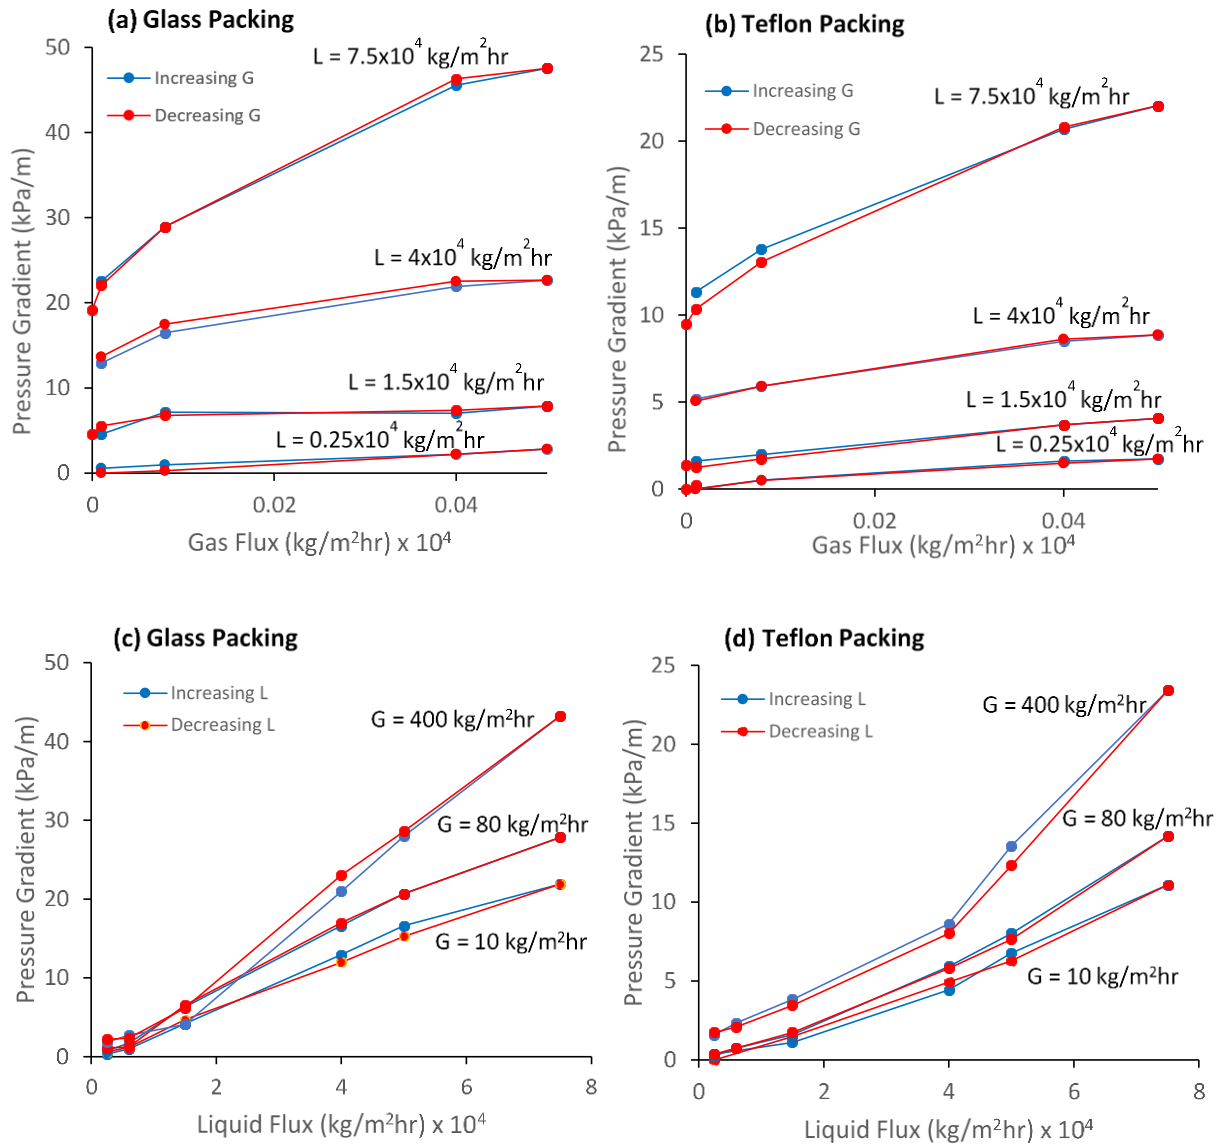 (a) Glass Packing
50
40
30
20
10
0
Pressure Gradient (kPa/m)
Increasing G
Decreasing G
L = 7.5x10⁴ kg/m²hr
L = 4x10⁴ kg/m²hr
L = 1.5x10⁴ kg/m²hr
L = 0.25x10⁴ kg/m²hr
0 0.02 0.04
Gas Flux (kg/m²hr) x 10⁴
(b) Teflon Packing
25
20
15
10
5
0
Pressure Gradient (kPa/m)
Increasing G
Decreasing G
L = 7.5x10⁴ kg/m²hr
L = 4x10⁴ kg/m²hr
L = 1.5x10⁴ kg/m²hr
L = 0.25x10⁴ kg/m²hr
0 0.02 0.04
Gas Flux (kg/m²hr) x 10⁴
(c) Glass Packing
50
40
30
20
10
0
Pressure Gradient (kPa/m)
Increasing L
Decreasing L
G = 400 kg/m²hr
G = 80 kg/m²hr
G = 10 kg/m²hr
0 2 4 6 8
Liquid Flux (kg/m²hr) x 10⁴
(d) Teflon Packing
25
20
15
10
5
0
Pressure Gradient (kPa/m)
Increasing L
Decreasing L
G = 400 kg/m²hr
G = 80 kg/m²hr
G = 10 kg/m²hr
0 2 4 6 8
Liquid Flux (kg/m²hr) x 10⁴